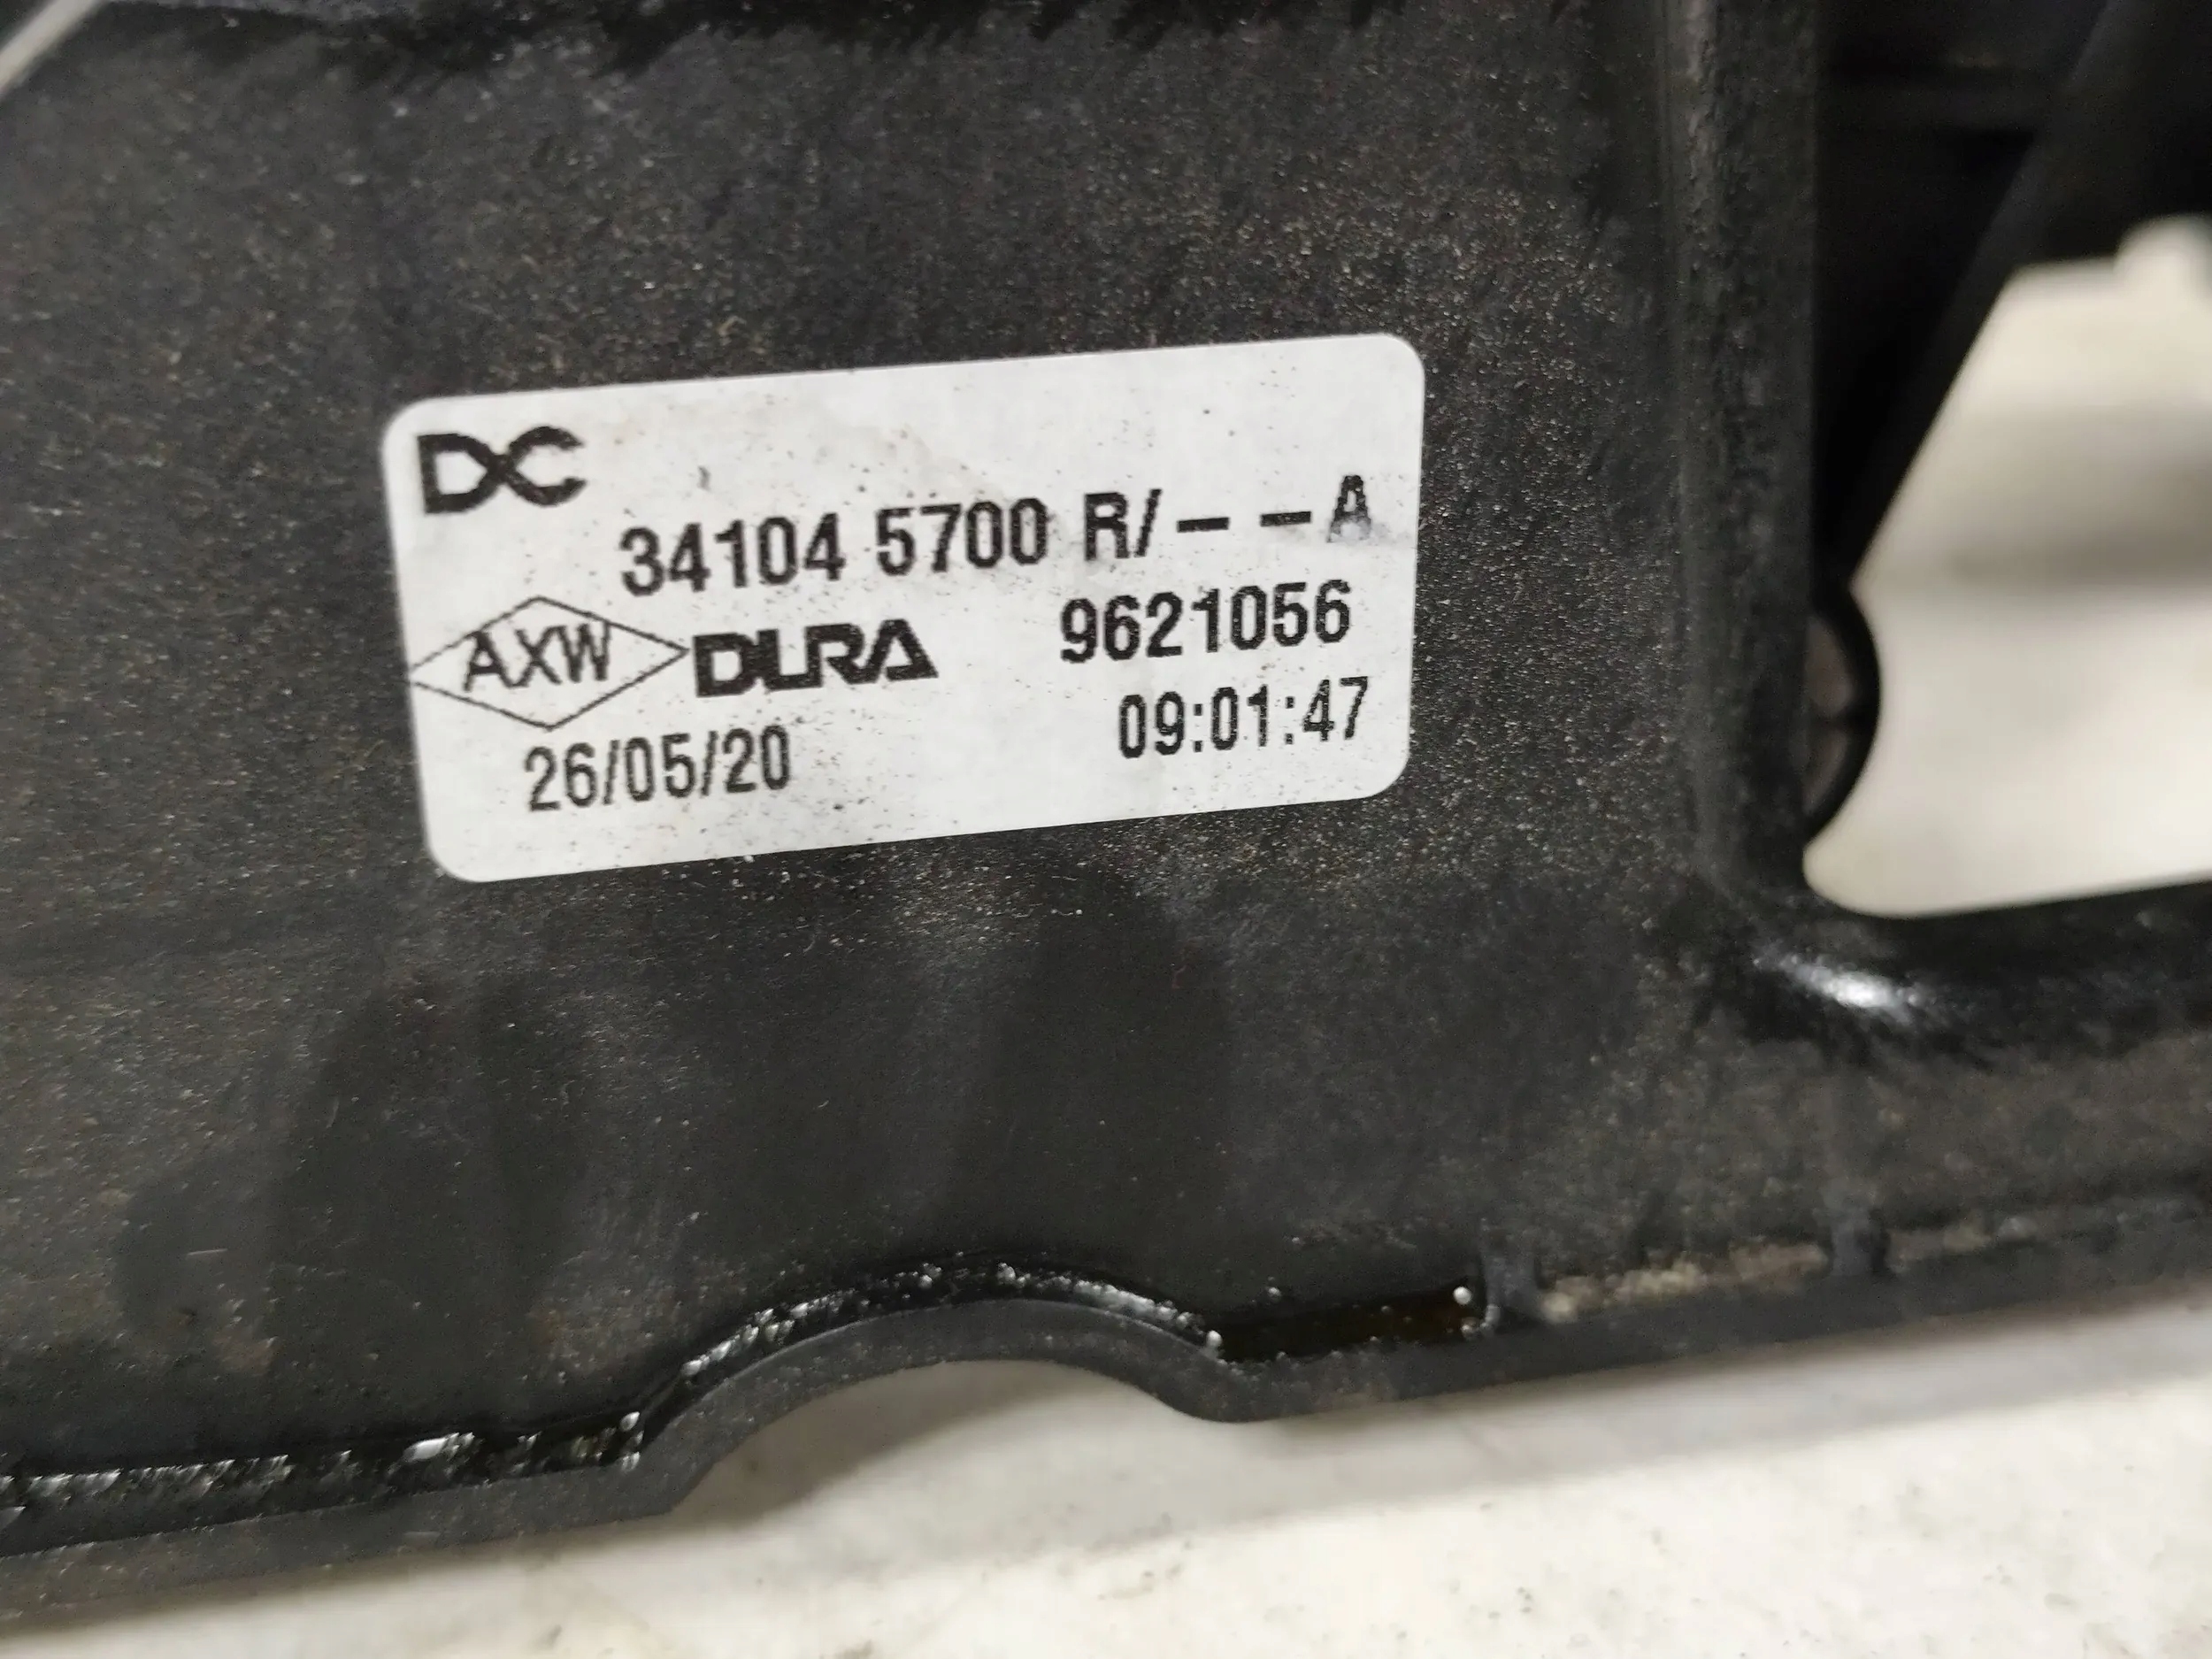 DC
34104 5700 R/--A
AXW DURA 9621056
26/05/20 09:01:47